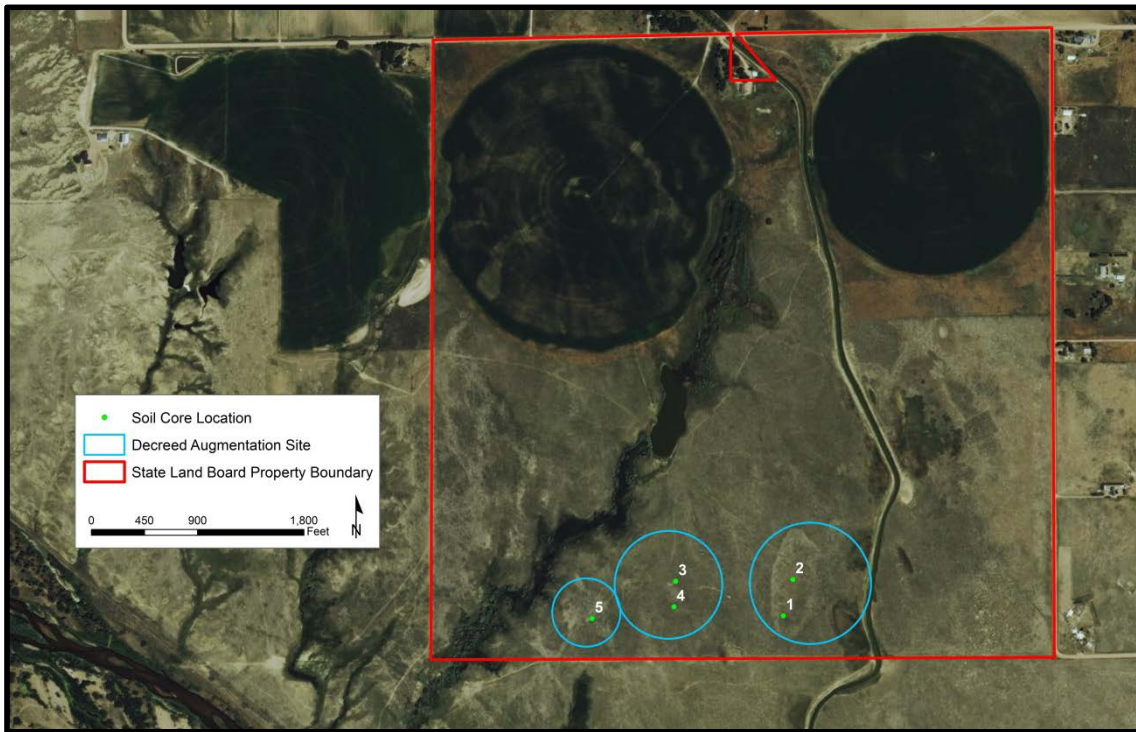 Soil Core Location
Decreed Augmentation Site
State Land Board Property Boundary
0 450 900 1,800
Feet
N
3
2
4
1
5